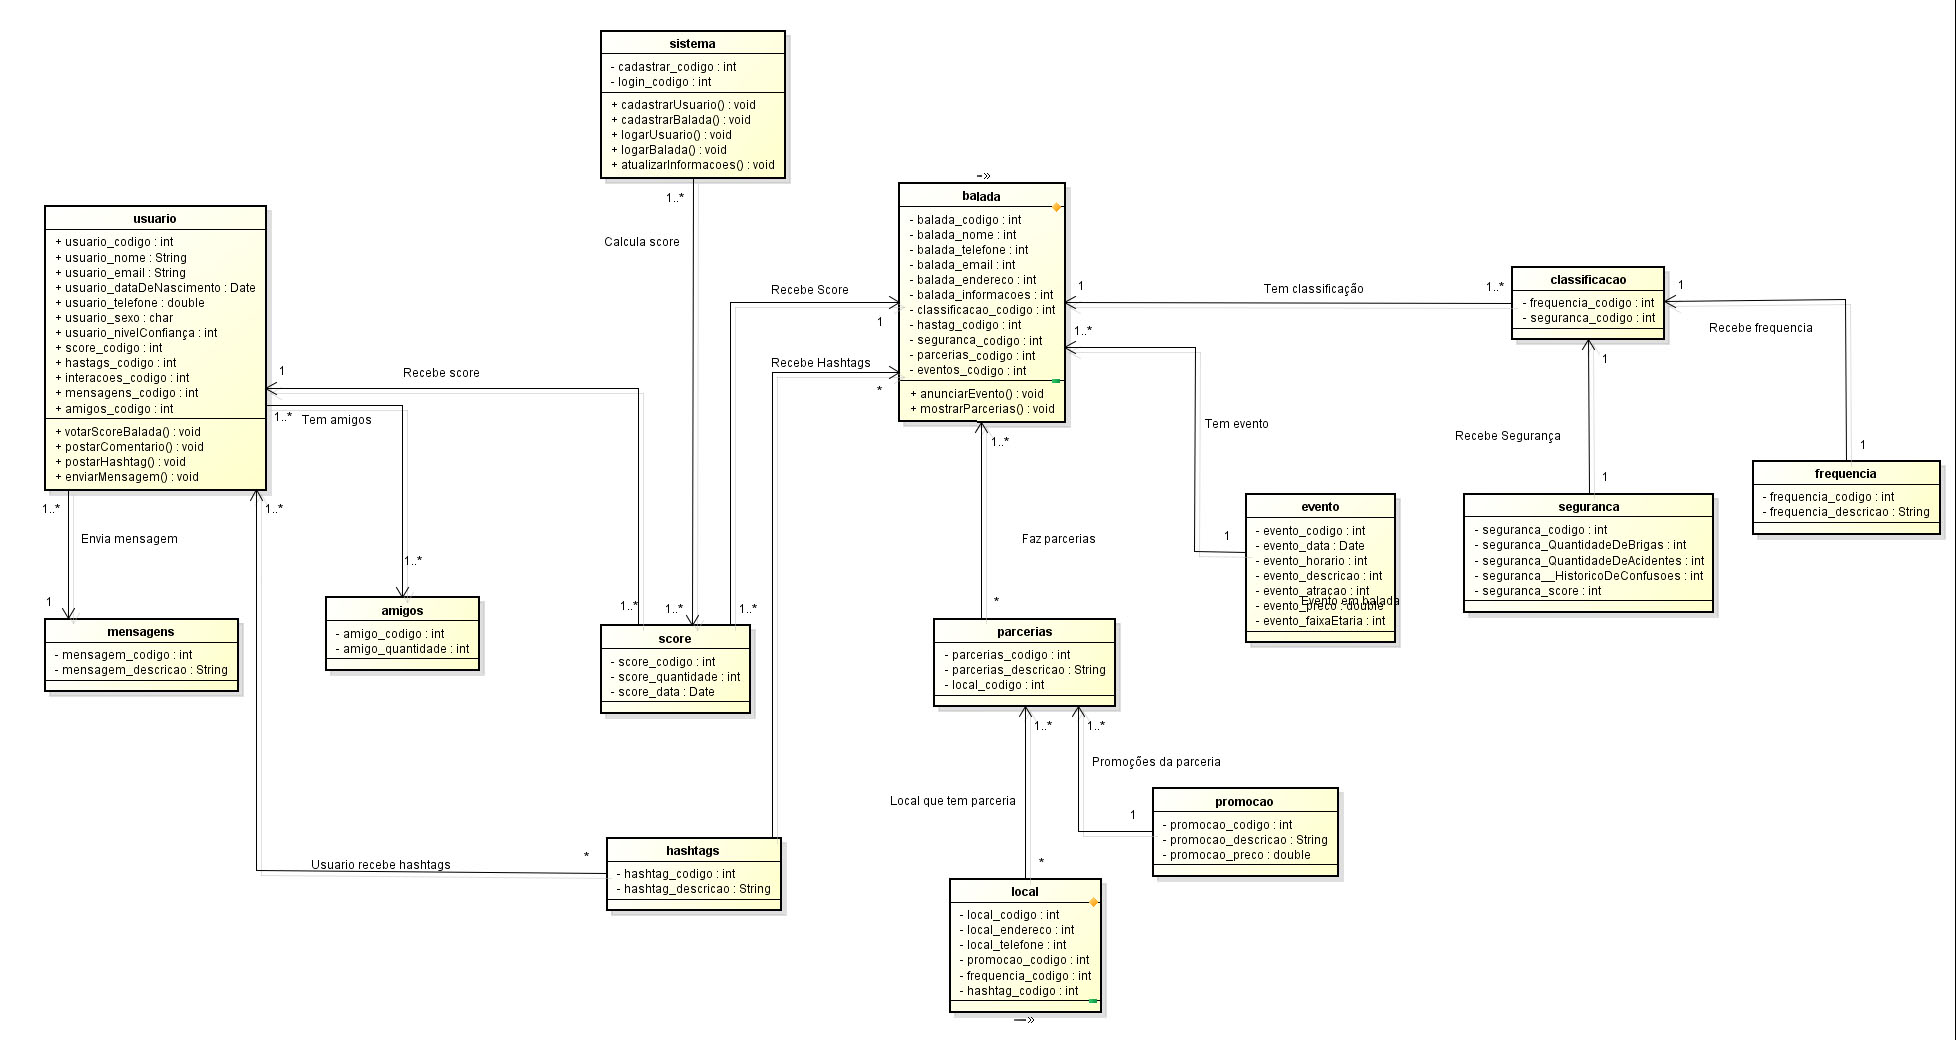 sistema
- cadastrar_codigo : int
- login_codigo : int
+ cadastrarUsuario() : void
+ cadastrarBalada() : void
+ logarUsuario() : void
+ logarBalada() : void
+ atualizarInformacoes() : void
1..*
Calcula score
1..*
usuario
+ usuario_codigo : int
+ usuario_nome : String
+ usuario_email : String
+ usuario_dataDeNascimento : Date
+ usuario_telefone : double
+ usuario_sexo : char
+ usuario_nivelConfiança : int
+ score_codigo : int
+ hastags_codigo : int
+ interacoes_codigo : int
+ mensagens_codigo : int
+ amigos_codigo : int
+ votarScoreBalada() : void
+ postarComentario() : void
+ postarHashtag() : void
+ enviarMensagem() : void
1
Recebe score
1..*
1..*
Tem amigos
1..*
1..*
Envia mensagem
1
1..*
Usuario recebe hashtags
*
mensagens
- mensagem_codigo : int
- mensagem_descricao : String
amigos
- amigo_codigo : int
- amigo_quantidade : int
score
- score_codigo : int
- score_quantidade : int
- score_data : Date
hashtags
- hashtag_codigo : int
- hashtag_descricao : String
Recebe Score
1
1..*
Recebe Hashtags
*
balada
- balada_codigo : int
- balada_nome : int
- balada_telefone : int
- balada_email : int
- balada_endereco : int
- balada_informacoes : int
- classificacao_codigo : int
- hastag_codigo : int
- seguranca_codigo : int
- parcerias_codigo : int
- eventos_codigo : int
+ anunciarEvento() : void
+ mostrarParcerias() : void
1
Tem classificação
1..*
1..*
Tem evento
1
1..*
Faz parcerias
*
classificacao
- frequencia_codigo : int
- seguranca_codigo : int
1
Recebe frequencia
1
1
Recebe Segurança
1
frequencia
- frequencia_codigo : int
- frequencia_descricao : String
seguranca
- seguranca_codigo : int
- seguranca_QuantidadeDeBrigas : int
- seguranca_QuantidadeDeAcidentes : int
- seguranca__HistoricoDeConfusoes : int
- seguranca_score : int
evento
- evento_codigo : int
- evento_data : Date
- evento_horario : int
- evento_descricao : int
- evento_atracao : int
Evento em balada
- evento_preco : double
- evento_faixaEtaria : int
parcerias
- parcerias_codigo : int
- parcerias_descricao : String
- local_codigo : int
1..*
1..*
Promoções da parceria
1
Local que tem parceria
*
promocao
- promocao_codigo : int
- promocao_descricao : String
- promocao_preco : double
local
- local_codigo : int
- local_endereco : int
- local_telefone : int
- promocao_codigo : int
- frequencia_codigo : int
- hashtag_codigo : int